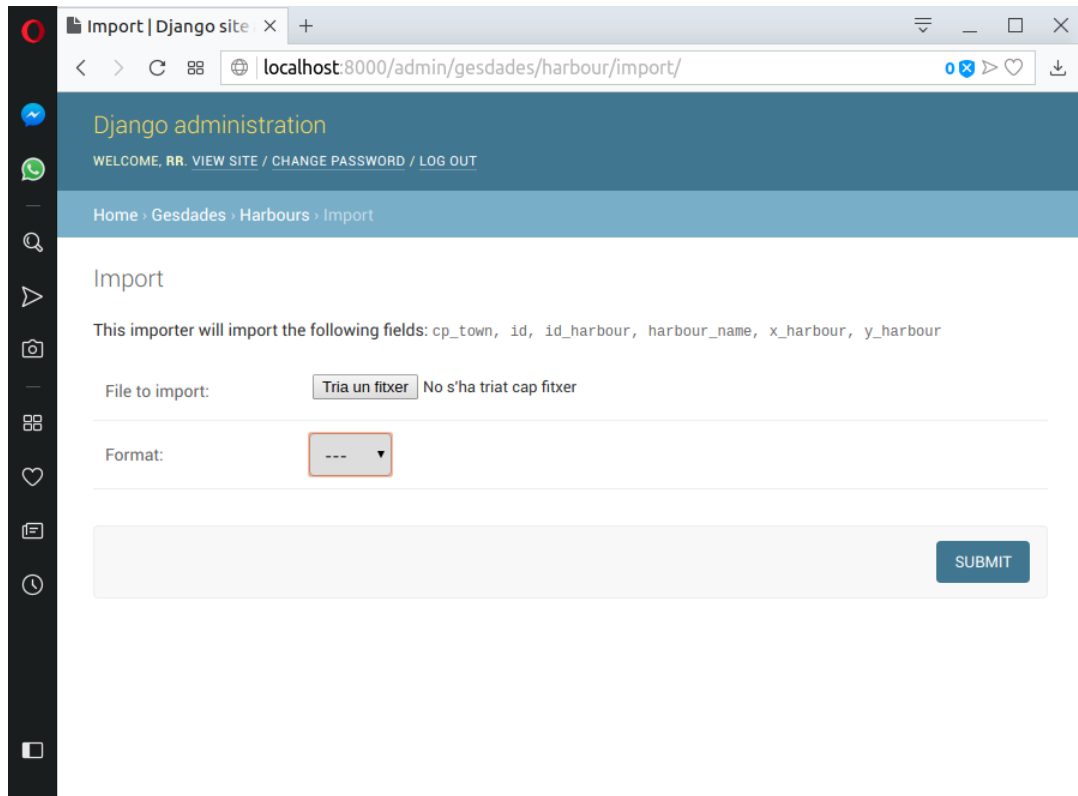 Import | Django site
localhost:8000/admin/gesdades/harbour/import/
0
Django administration
WELCOME, RR. VIEW SITE / CHANGE PASSWORD / LOG OUT
Home › Gesdades › Harbours › Import
Import
This importer will import the following fields: cp_town, id, id_harbour, harbour_name, x_harbour, y_harbour
File to import: Tria un fitxer No s'ha triat cap fitxer
Format: ---
SUBMIT